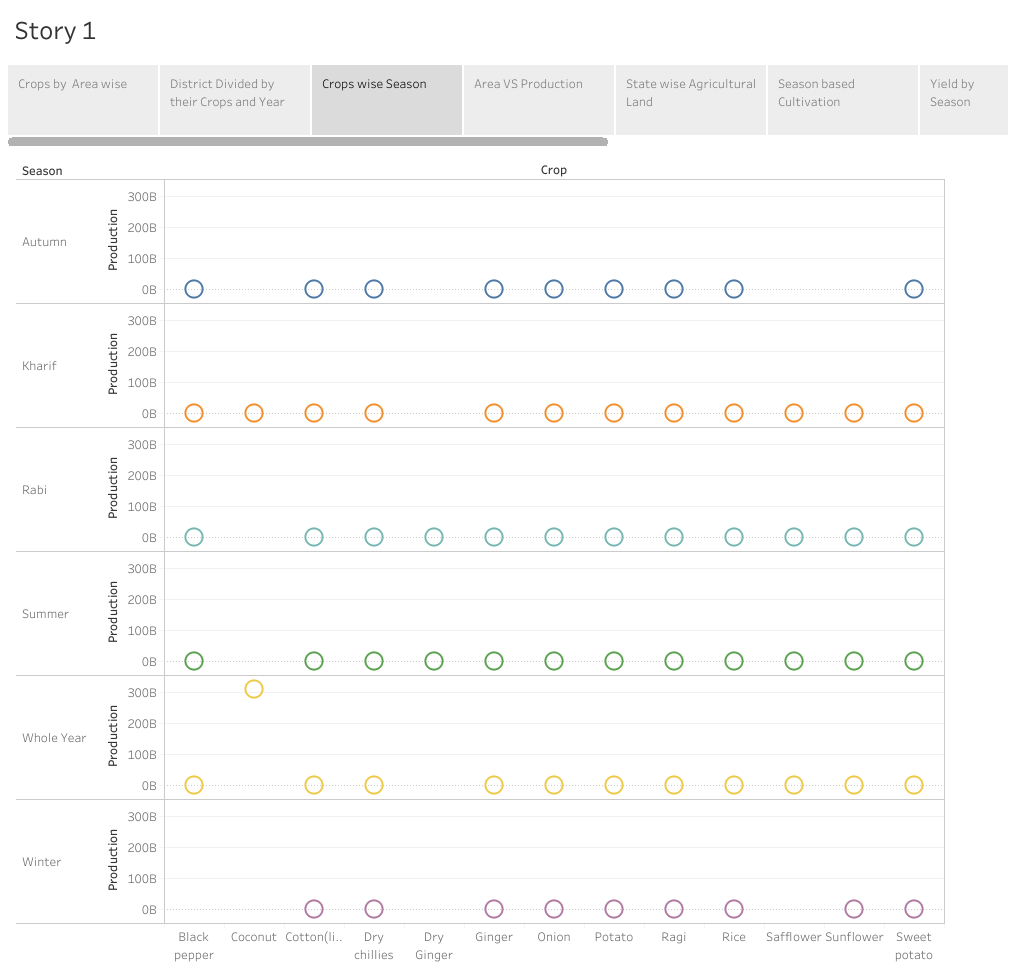 Story 1
Crops by  Area wise
District Divided by
their Crops and Year
Crops wise Season
Area VS Production
State wise Agricultural
Land
Season based
Cultivation
Yield by
Season
Season
Crop
Autumn
Production
300B
200B
100B
0B
Kharif
Production
300B
200B
100B
0B
Rabi
Production
300B
200B
100B
0B
Summer
Production
300B
200B
100B
0B
Whole Year
Production
300B
200B
100B
0B
Winter
Production
300B
200B
100B
0B
Black
pepper
Coconut
Cotton(li..
Dry
chillies
Dry
Ginger
Ginger
Onion
Potato
Ragi
Rice
Safflower
Sunflower
Sweet
potato